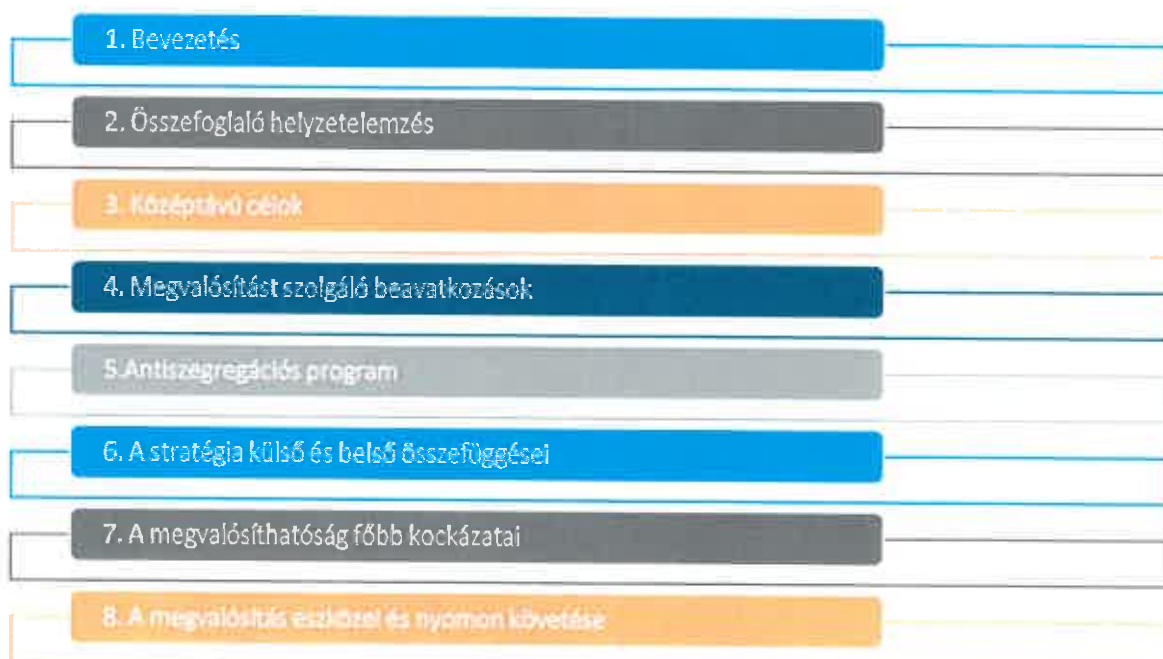 1. Bevezetés
2. Összefoglaló helyzetelemzés
3. Középtávú célok
4. Megvalósítást szolgáló beavatkozások
5.Antiszegregációs program
6. A stratégia külső és belső összefüggései
7. A megvalósíthatóság főbb kockázatai
8. A megvalósítás eszközei és nyomon követése